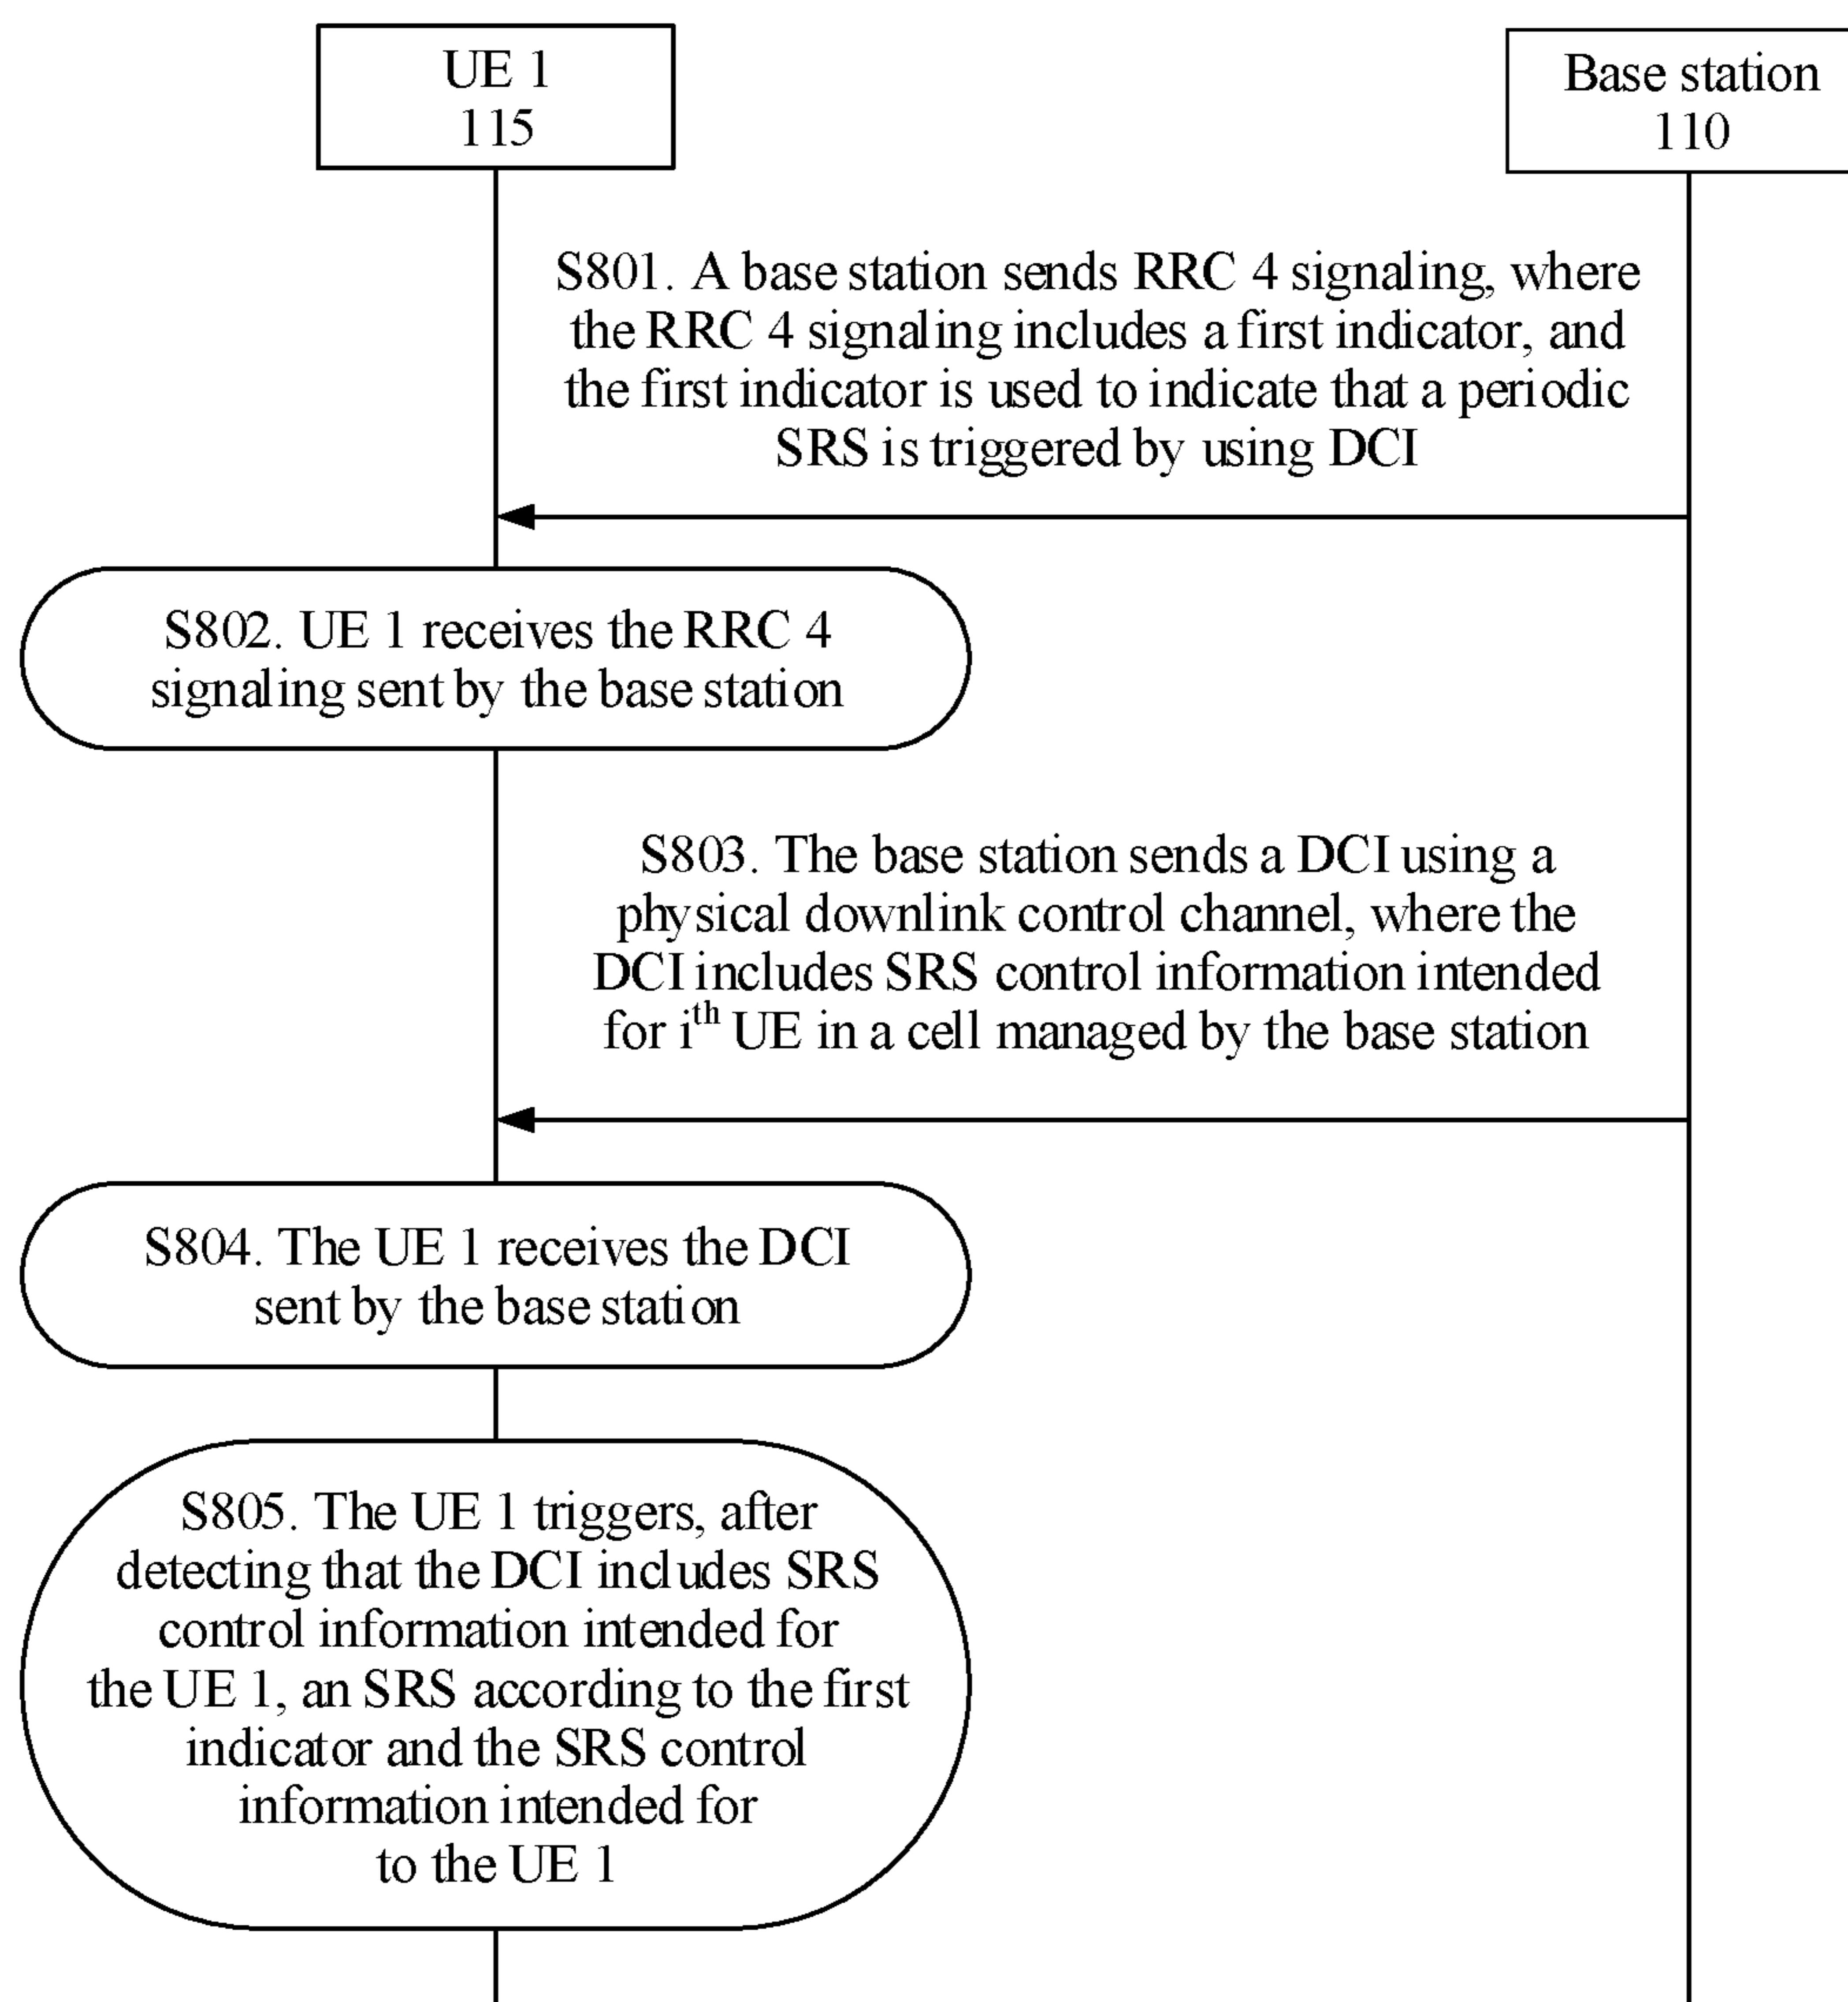 UE 1
115
Base station
110
S801. A base station sends RRC 4 signaling, where
the RRC 4 signaling includes a first indicator, and
the first indicator is used to indicate that a periodic
SRS is triggered by using DCI
S802. UE 1 receives the RRC 4
signaling sent by the base station
S803. The base station sends a DCI using a
physical downlink control channel, where the
DCI includes SRS control information intended
for iᵗʰ UE in a cell managed by the base station
S804. The UE 1 receives the DCI
sent by the base station
S805. The UE 1 triggers, after
detecting that the DCI includes SRS
control information intended for
the UE 1, an SRS according to the first
indicator and the SRS control
information intended for
to the UE 1